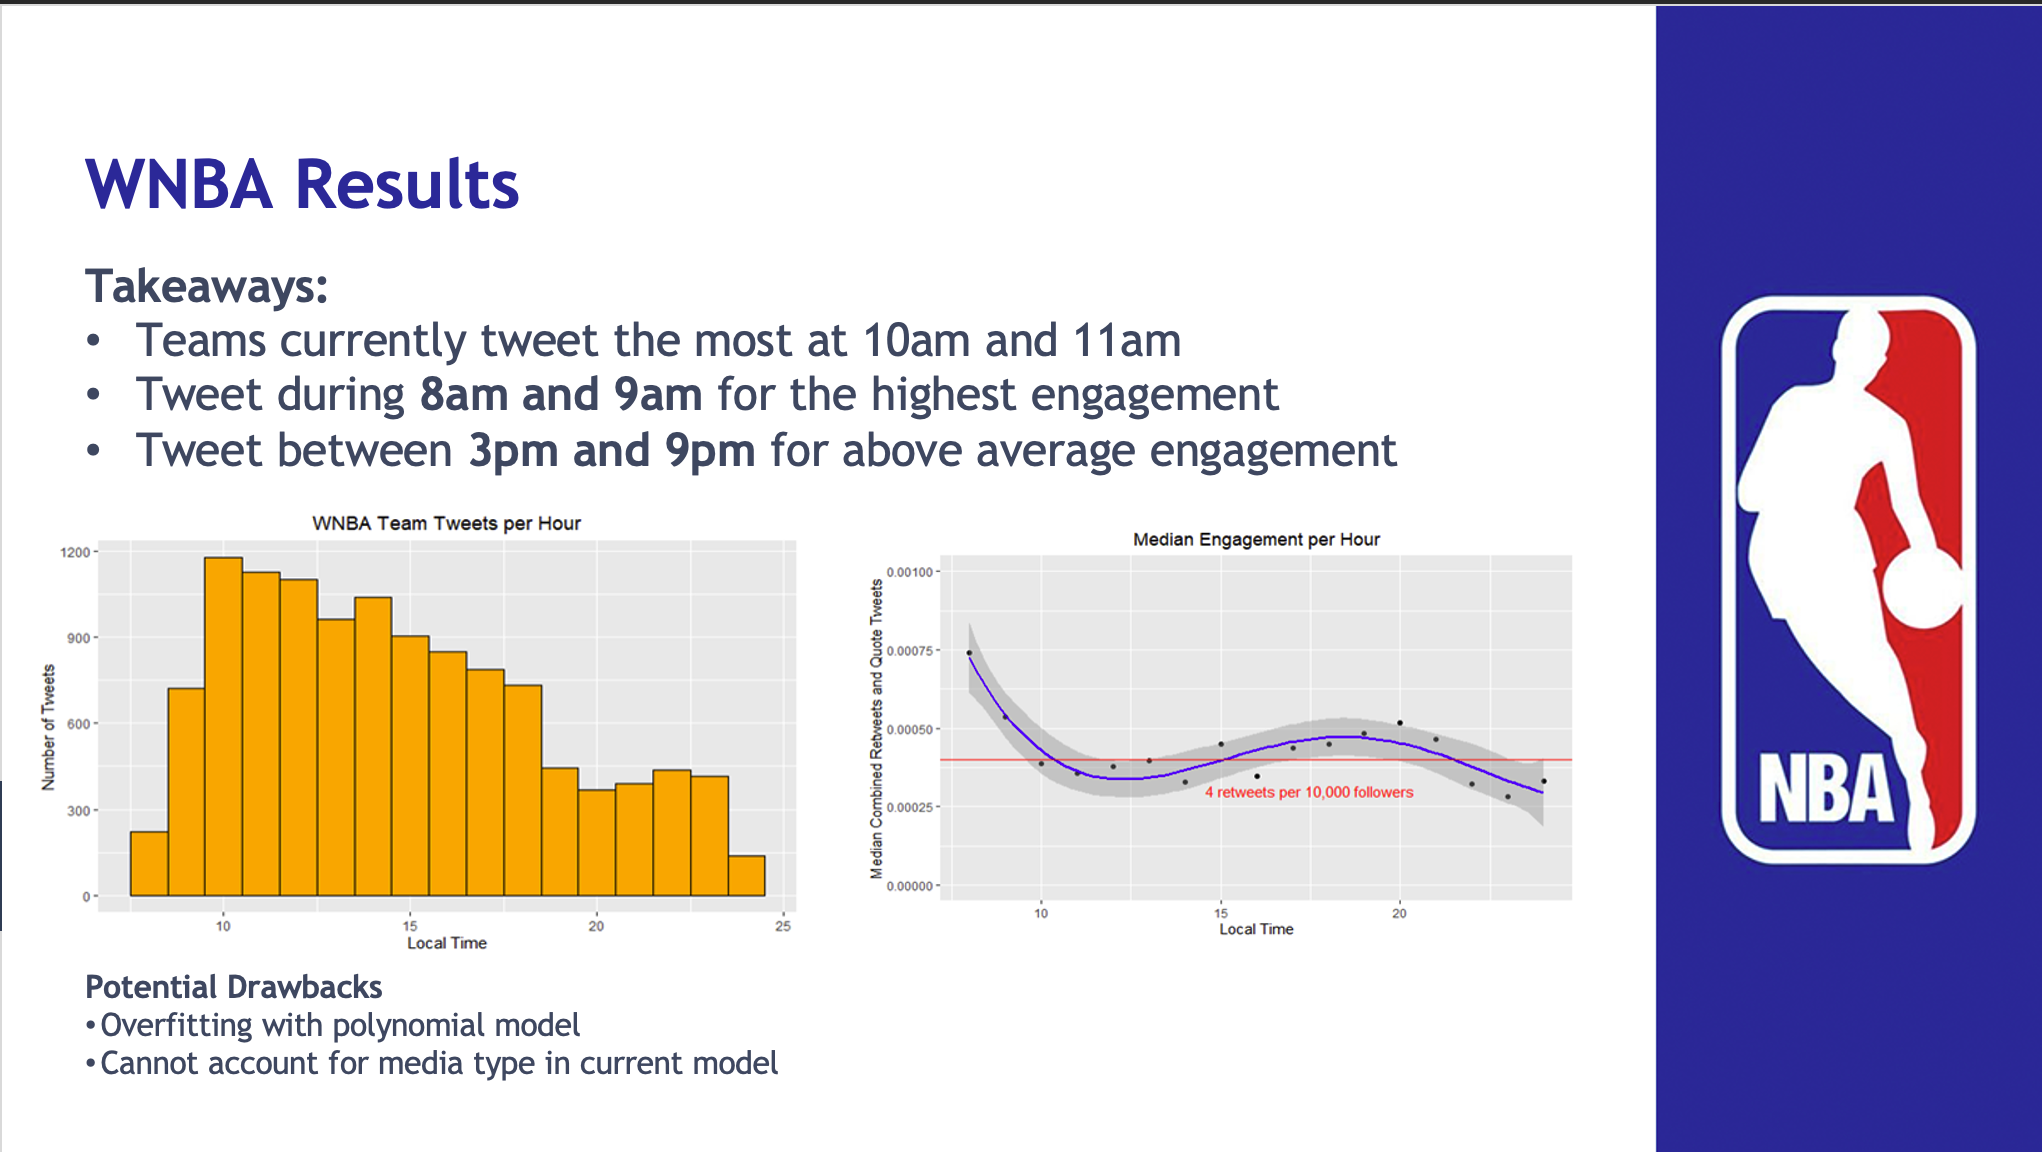 WNBA Results
Takeaways:
• Teams currently tweet the most at 10am and 11am
• Tweet during 8am and 9am for the highest engagement
• Tweet between 3pm and 9pm for above average engagement
WNBA Team Tweets per Hour
Number of Tweets
1200
900
600
300
0
10 15 20 25
Local Time
Median Engagement per Hour
Median Combined Retweets and Quote Tweets
0.00100
0.00075
0.00050
0.00025
0.00000
4 retweets per 10,000 followers
10 15 20
Local Time
Potential Drawbacks
• Overfitting with polynomial model
• Cannot account for media type in current model
NBA